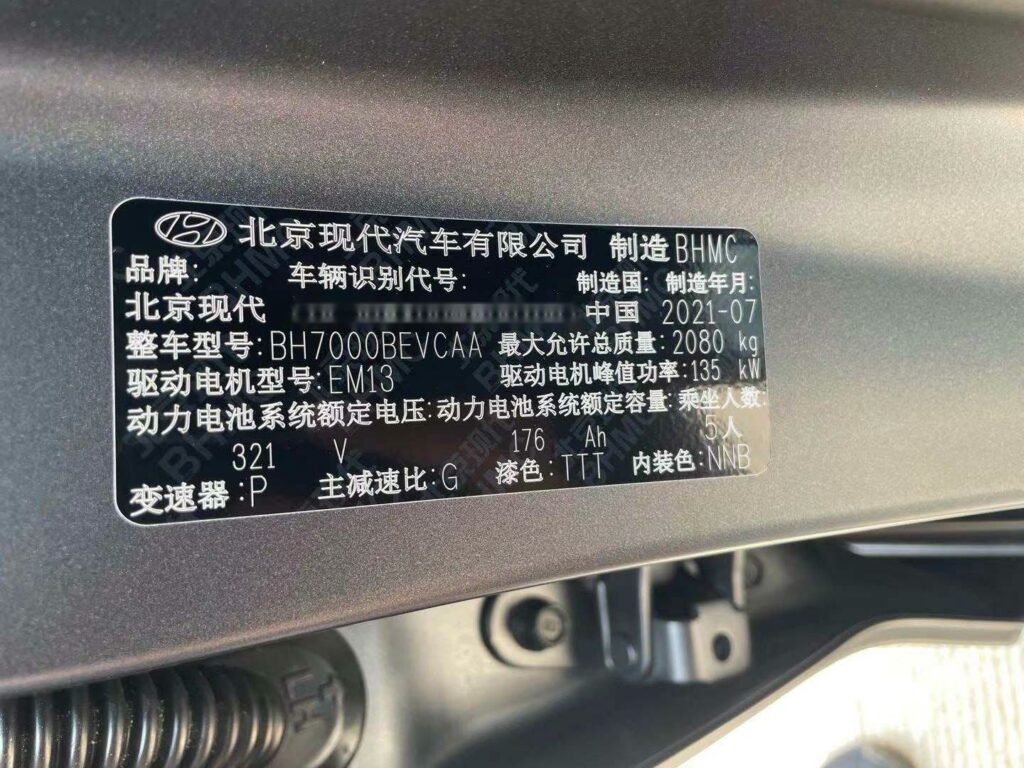 北京现代汽车有限公司 制造 BHMC
品牌: 车辆识别代号: 制造国: 制造年月:
北京现代 中国 2021-07
整车型号:BH7000BEVCAA 最大允许总质量:2080 kg
驱动电机型号:EM13 驱动电机峰值功率:135 kW
动力电池系统额定电压:动力电池系统额定容量:乘坐人数:
321 V 176 Ah 5人
变速器:P 主减速比:G 漆色:TTT 内装色:NNB